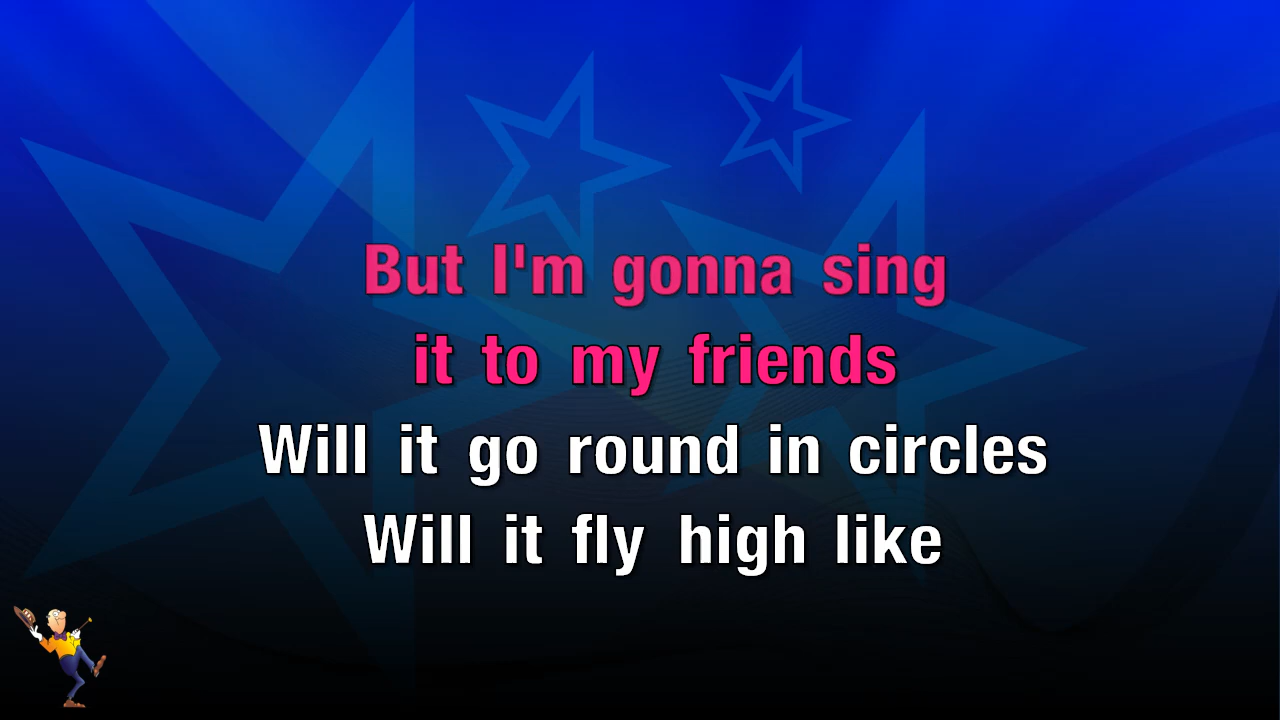 But I'm gonna sing
it to my friends
Will it go round in circles
Will it fly high like